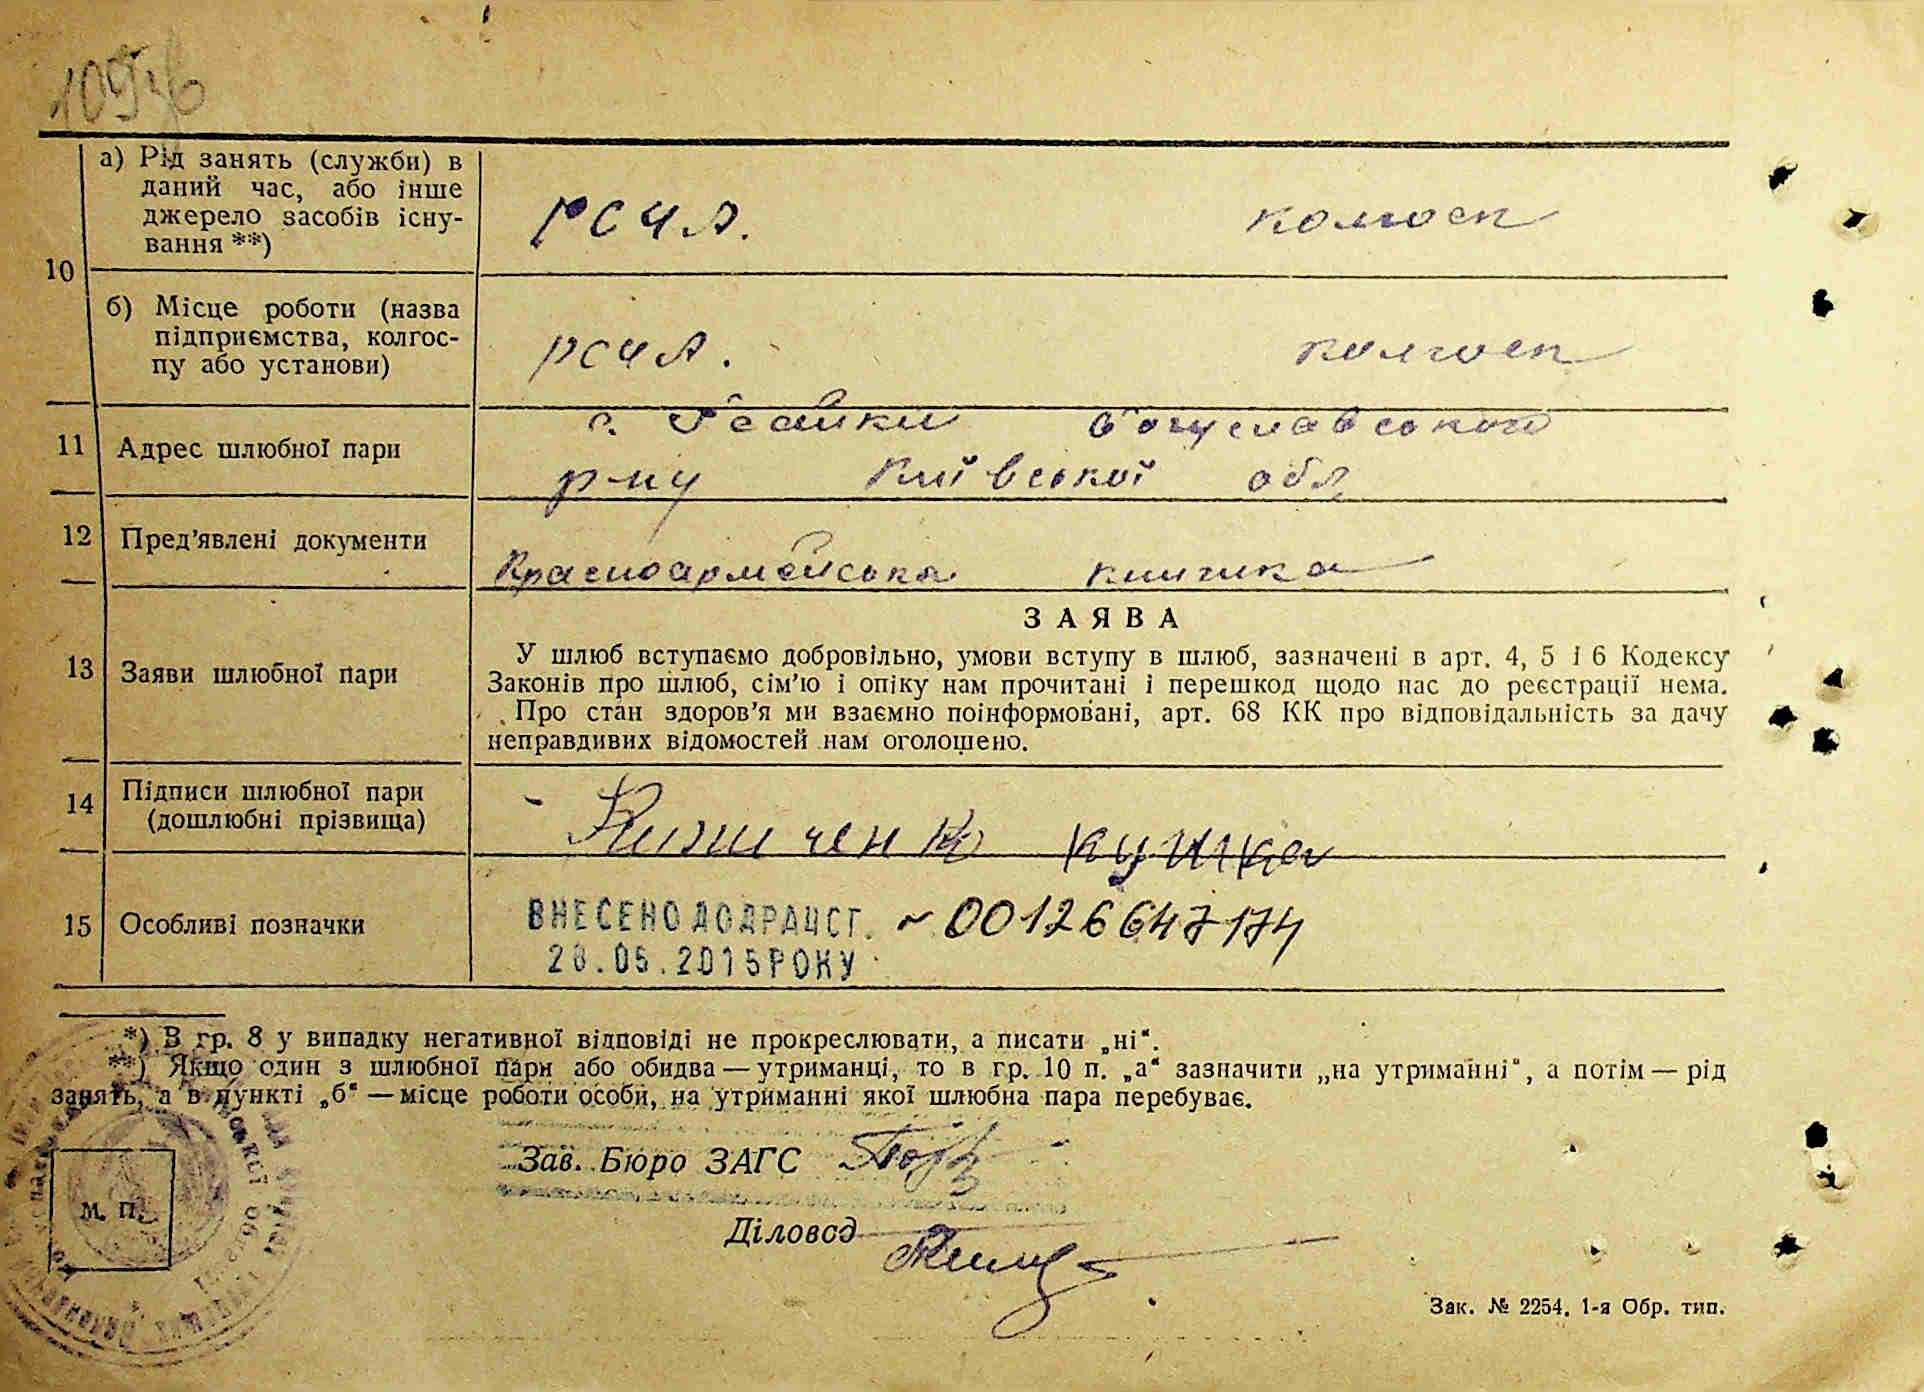 а) Рід занять (служби) в
даний час, або інше
джерело засобів існу-
вання **)
РСЧА. колгосп
10
б) Місце роботи (назва
підприємства, колгос-
пу або установи)
РСЧА. колгосп
11 Адрес шлюбної пари
с. Ісайки Богуславського
р-ну Київської обл
12 Пред’явлені документи
Красноармейська книжка
13 Заяви шлюбної пари
ЗАЯВА
У шлюб вступаємо добровільно, умови вступу в шлюб, зазначені в арт. 4, 5 і 6 Кодексу
Законів про шлюб, сім’ю і опіку нам прочитані і перешкод щодо нас до реєстрації нема.
Про стан здоров’я ми взаємно поінформовані, арт. 68 КК про відповідальність за дачу
неправдивих відомостей нам оголошено.
14 Підписи шлюбної пари
(дошлюбні прізвища)
15 Особливі позначки
ВНЕСЕНО ДО ДРАЦСГ. ~ 00126647174
28.05.2015 РОКУ
*) В гр. 8 у випадку негативної відповіді не прокреслювати, а писати „ні“.
**) Якщо один з шлюбної пари або обидва — утриманці, то в гр. 10 п. „а“ зазначити „на утриманні“, а потім — рід
занять, а в пункті „б“ — місце роботи особи, на утриманні якої шлюбна пара перебуває.
Зав. Бюро ЗАГС
М. П.
Діловод
Зак. № 2254. 1-я Обр. тип.